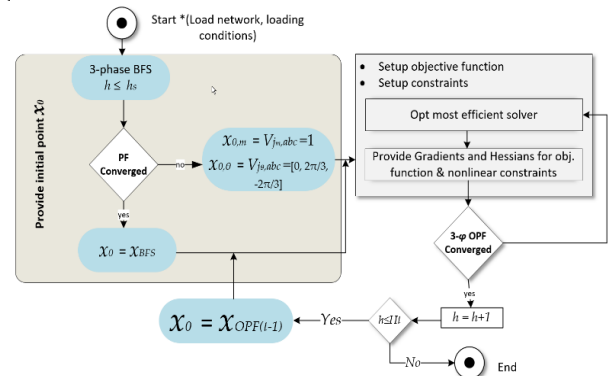 Start *(Load network, loading
conditions)
3-phase BFS
h ≤ hs
Provide initial point x0
PF
Converged
no
x0,m = Vjm,abc=1
x0,θ = Vjθ,abc=[0, 2π/3,
-2π/3]
yes
x0 = xBFS
• Setup objective function
• Setup constraints
Opt most efficient solver
Provide Gradients and Hessians for obj.
function & nonlinear constraints
3-φ OPF
Converged
yes
h = h+1
Yes
x0 = xOPF(t-1)
No
End